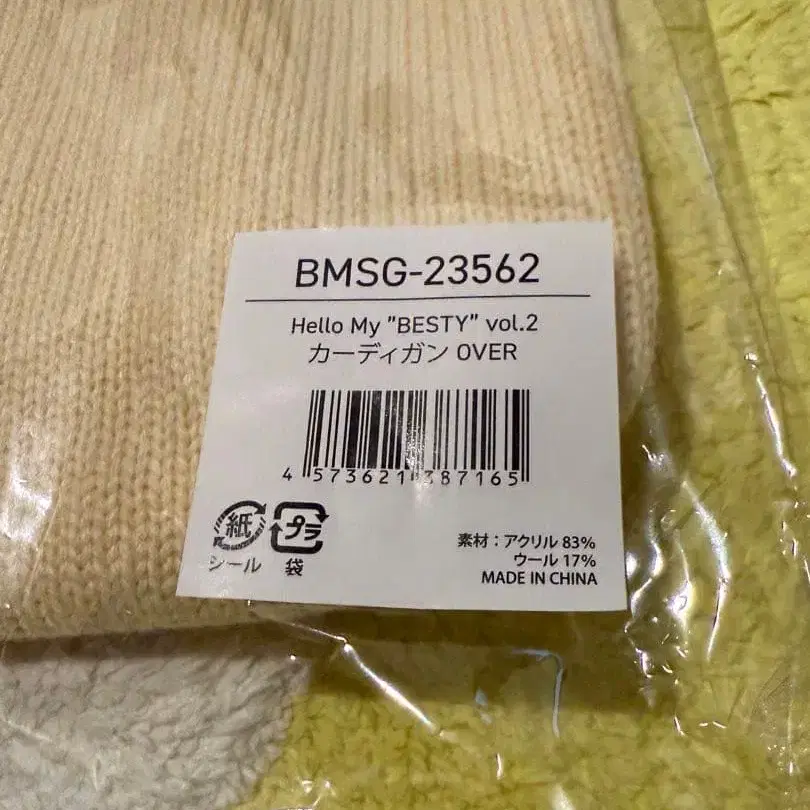 BMSG-23562
Hello My "BESTY" vol.2
カーディガン OVER
4 573621 387165
紙
シール
プラ
袋
素材：アクリル 83%
ウール 17%
MADE IN CHINA